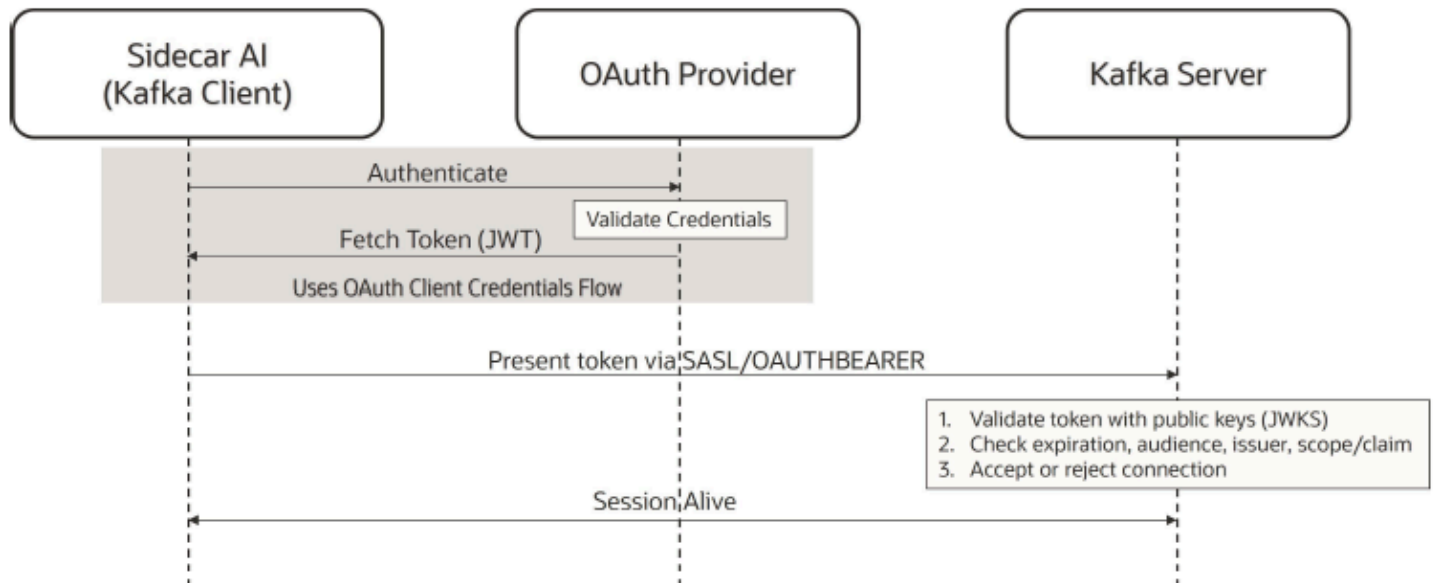 Sidecar AI
(Kafka Client)
OAuth Provider
Kafka Server
Authenticate
Validate Credentials
Fetch Token (JWT)
Uses OAuth Client Credentials Flow
Present token via SASL/OAUTHBEARER
1. Validate token with public keys (JWKS)
2. Check expiration, audience, issuer, scope/claim
3. Accept or reject connection
Session Alive